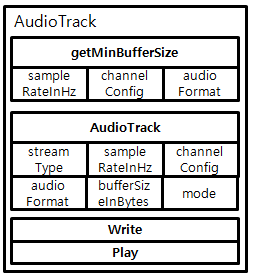 AudioTrack
getMinBufferSize
sample channel audio
RateInHz Config Format
AudioTrack
stream sample channel
Type RateInHz Config
audio bufferSiz mode
Format eInBytes
Write
Play